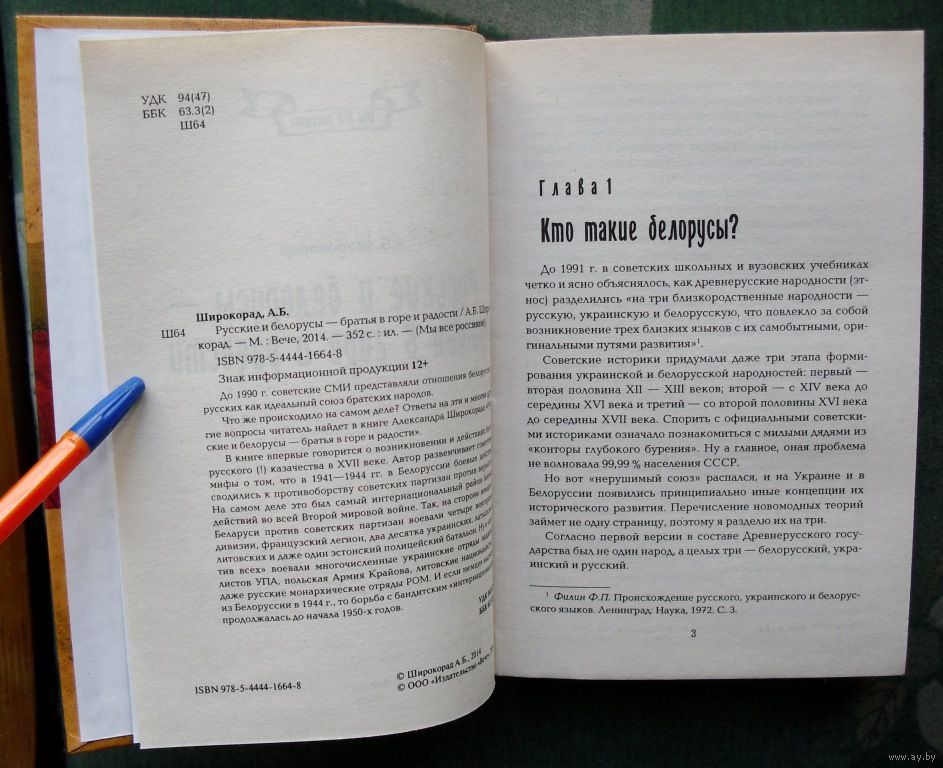 УДК 94(47)
ББК 63.3(2)
Ш64
Широкорад, А.Б.
Ш64 Русские и белорусы — братья в горе и радости / А.Б. Широ-
корад. — М. : Вече, 2014. — 352 с. : ил. — (Мы все россияне).
ISBN 978-5-4444-1664-8
Знак информационной продукции 12+
До 1990 г. советские СМИ представляли отношения
русских как идеальный союз братских народов.
Что же происходило на самом деле? Ответы на эти и многие
гие вопросы читатель найдет в книге Александра Широкорада
ские и белорусы — братья в горе и радости».
В книге впервые говорится о возникновении и действиях
русского (!) казачества в XVII веке. Автор развенчивает
мифы о том, что в 1941—1944 гг. в Белоруссии боевые
сводились к противоборству советских партизан против
На самом деле это был самый интернациональный район
действий во всей Второй мировой войне. Так, на стороне
Беларуси против советских партизан воевали четыре
дивизии, французский легион, два десятка украинских,
литовских и даже один эстонский полицейский батальон. Ну а
тив всех» воевали многочисленные украинские отряды
листов УПА, польская Армия Крайова, литовские
даже русские монархические отряды РОМ. И если немцев
из Белоруссии в 1944 г., то борьба с бандитским
продолжалась до начала 1950-х годов.
УДК
ББК
© Широкорад А.Б., 2014
ISBN 978-5-4444-1664-8 © ООО «Издательство «Вече»,
Глава 1
Кто такие белорусы?
До 1991 г. в советских школьных и вузовских учебниках
четко и ясно объяснялось, как древнерусские народности (эт-
нос) разделились «на три близкородственные народности —
русскую, украинскую и белорусскую, что повлекло за собой
возникновение трех близких языков с их самобытными, ори-
гинальными путями развития»¹.
Советские историки придумали даже три этапа форми-
рования украинской и белорусской народностей: первый —
вторая половина XII — XIII веков; второй — с XIV века до
середины XVI века и третий — со второй половины XVI века
до середины XVII века. Спорить с официальными советски-
ми историками означало познакомиться с милыми дядями из
«конторы глубокого бурения». Ну а главное, оная проблема
не волновала 99,99 % населения СССР.
Но вот «нерушимый союз» распался, и на Украине и в
Белоруссии появились принципиально иные концепции их
исторического развития. Перечисление новомодных теорий
займет не одну страницу, поэтому я разделю их на три.
Согласно первой версии в составе Древнерусского госу-
дарства был не один народ, а целых три — белорусский, укра-
инский и русский.
¹ Филин Ф.П. Происхождение русского, украинского и белорус-
ского языков. Ленинград: Наука, 1972. С. 3.
3
www.ay.by